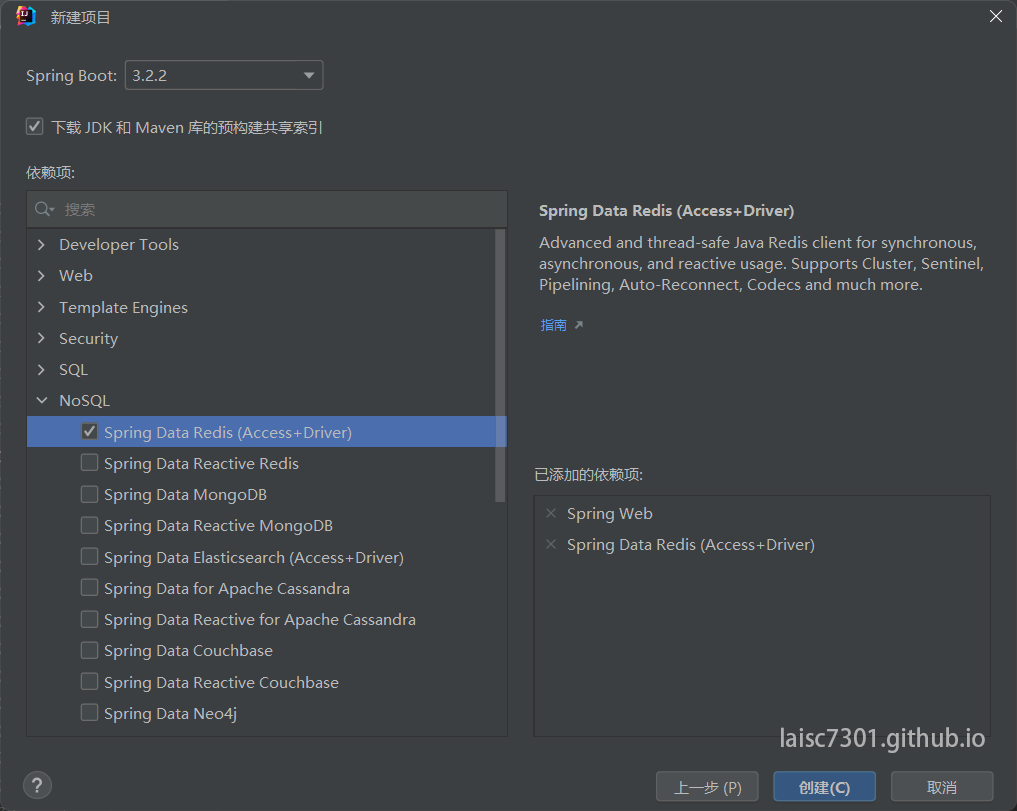 新建项目
Spring Boot: 3.2.2
下载 JDK 和 Maven 库的预构建共享索引
依赖项:
搜索
Developer Tools
Web
Template Engines
Security
SQL
NoSQL
Spring Data Redis (Access+Driver)
Spring Data Reactive Redis
Spring Data MongoDB
Spring Data Reactive MongoDB
Spring Data Elasticsearch (Access+Driver)
Spring Data for Apache Cassandra
Spring Data Reactive for Apache Cassandra
Spring Data Couchbase
Spring Data Reactive Couchbase
Spring Data Neo4j
Spring Data Redis (Access+Driver)
Advanced and thread-safe Java Redis client for synchronous,
asynchronous, and reactive usage. Supports Cluster, Sentinel,
Pipelining, Auto-Reconnect, Codecs and much more.
指南
已添加的依赖项:
Spring Web
Spring Data Redis (Access+Driver)
laisc7301.github.io
?
上一步 (P)
创建(C)
取消